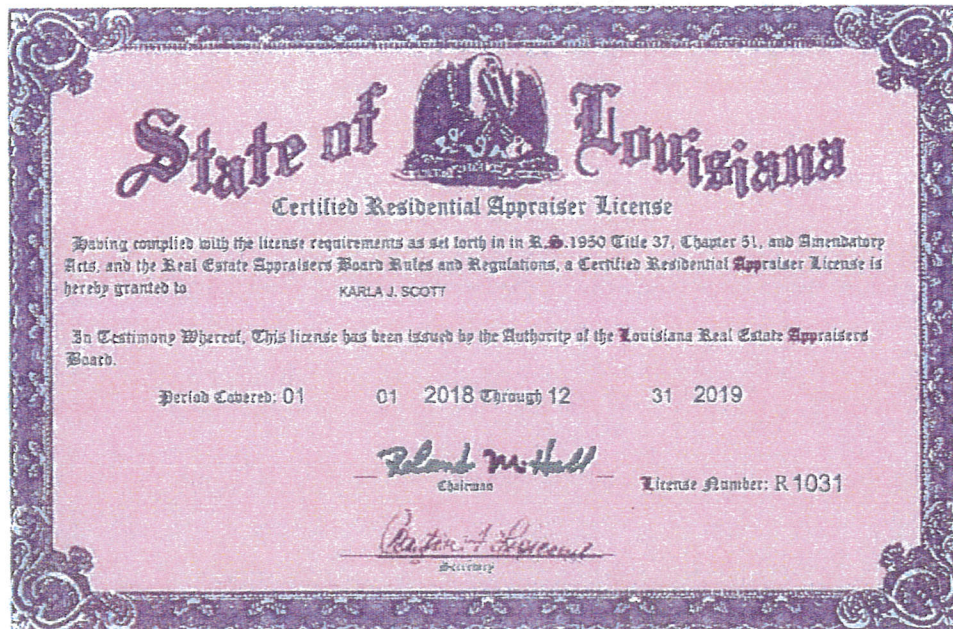 State of Louisiana
Certified Residential Appraiser License
Having complied with the license requirements as set forth in in R.S.1950 Title 37, Chapter 51, and Amendatory
Acts, and the Real Estate Appraisers Board Rules and Regulations, a Certified Residential Appraiser License is
hereby granted to KARLA J. SCOTT
In Testimony Whereof, This license has been issued by the Authority of the Louisiana Real Estate Appraisers
Board.
Period Covered: 01 01 2018 Through 12 31 2019
Roland M. Hall
Chairman
License Number: R 1031
Secretary